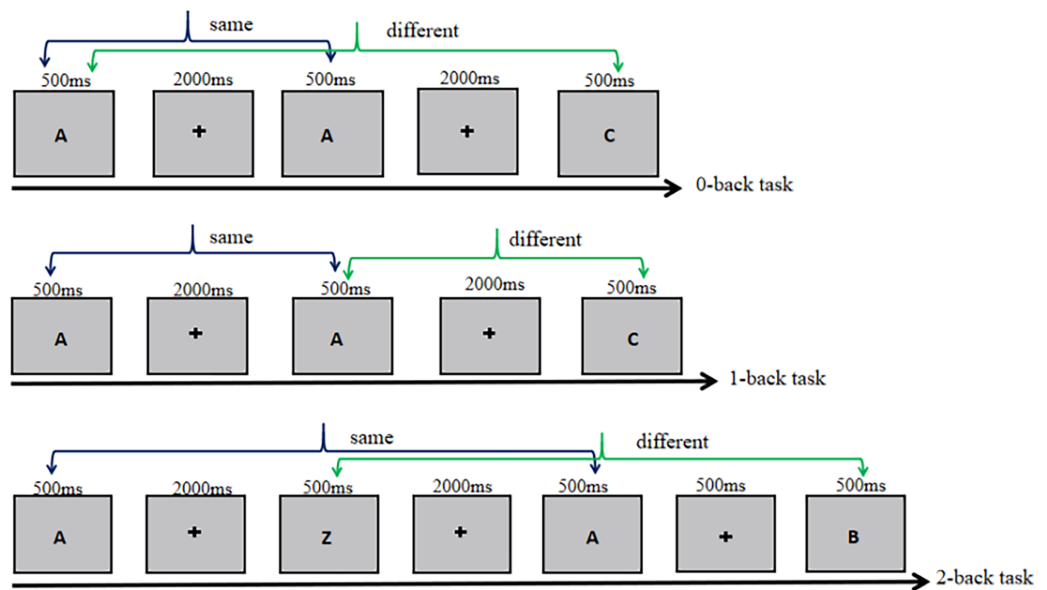 same different
500ms 2000ms 500ms 2000ms 500ms
A + A + C
0-back task
same different
500ms 2000ms 500ms 2000ms 500ms
A + A + C
1-back task
same different
500ms 2000ms 500ms 2000ms 500ms 500ms 500ms
A + Z + A + B
2-back task